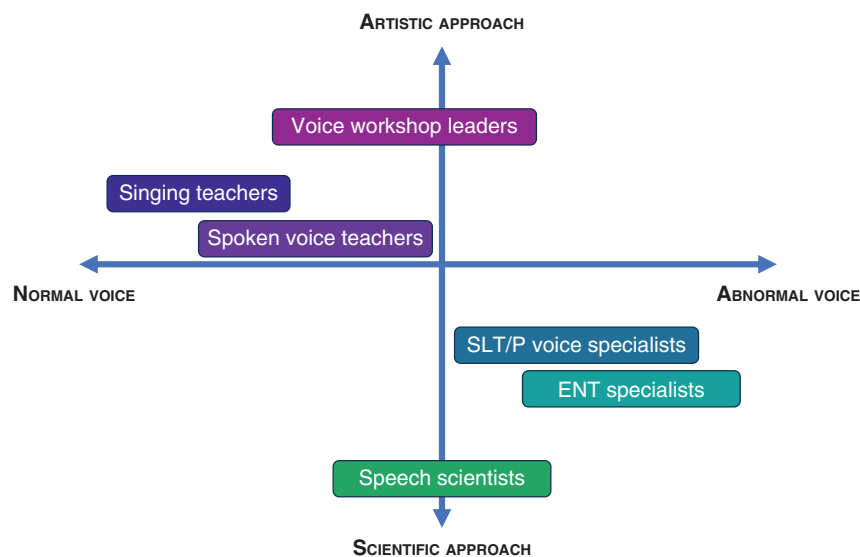 ARTISTIC APPROACH
Voice workshop leaders
Singing teachers
Spoken voice teachers
NORMAL VOICE
ABNORMAL VOICE
SLT/P voice specialists
ENT specialists
Speech scientists
SCIENTIFIC APPROACH